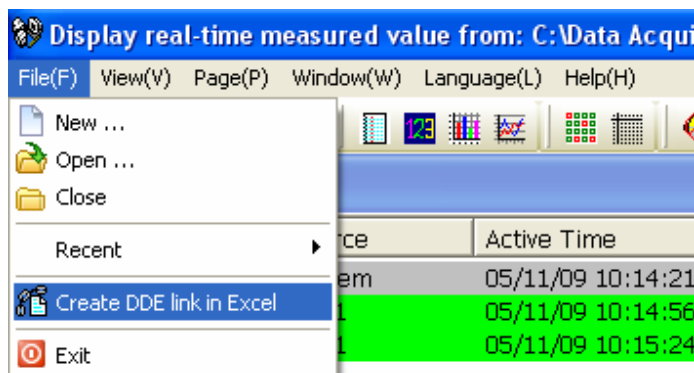 Display real-time measured value from: C:\Data Acqui
File(F) View(V) Page(P) Window(W) Language(L) Help(H)
New ...
123
Open ...
Close
Recent
rce Active Time
em 05/11/09 10:14:21
Create DDE link in Excel
1 05/11/09 10:14:56
1 05/11/09 10:15:24
Exit